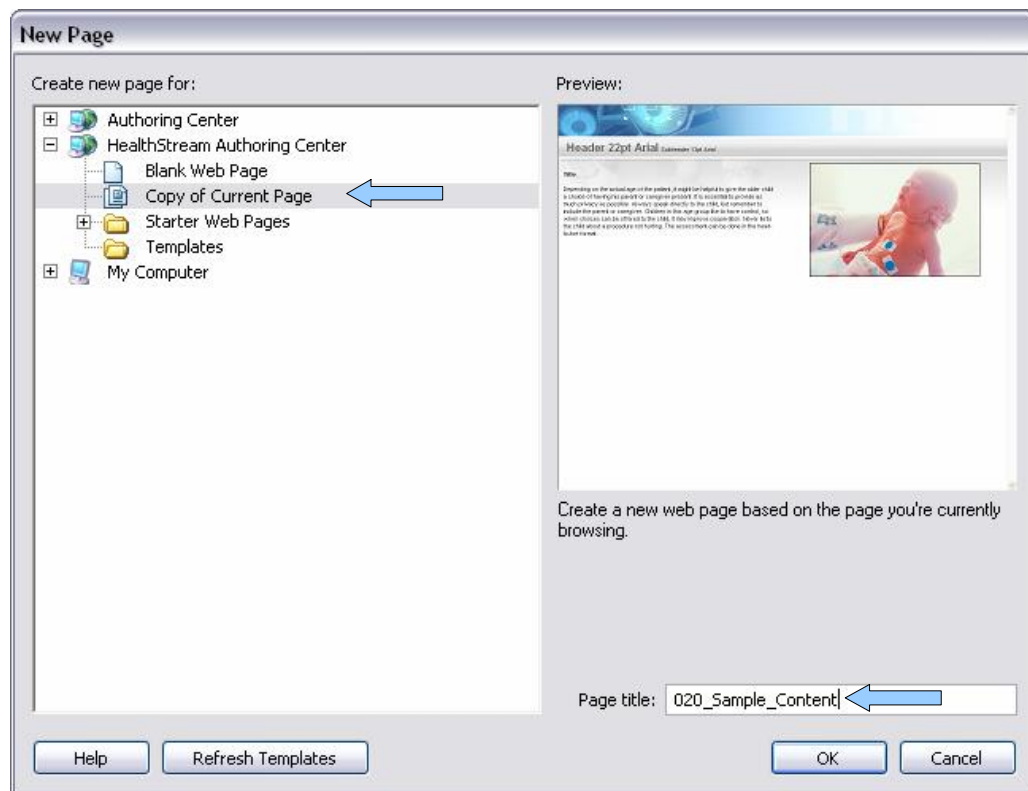 New Page
Create new page for:
Authoring Center
HealthStream Authoring Center
Blank Web Page
Copy of Current Page
Starter Web Pages
Templates
My Computer
Preview:
Header 22pt Arial
Title
Create a new web page based on the page you're currently
browsing.
Page title: 020_Sample_Content
Help
Refresh Templates
OK
Cancel